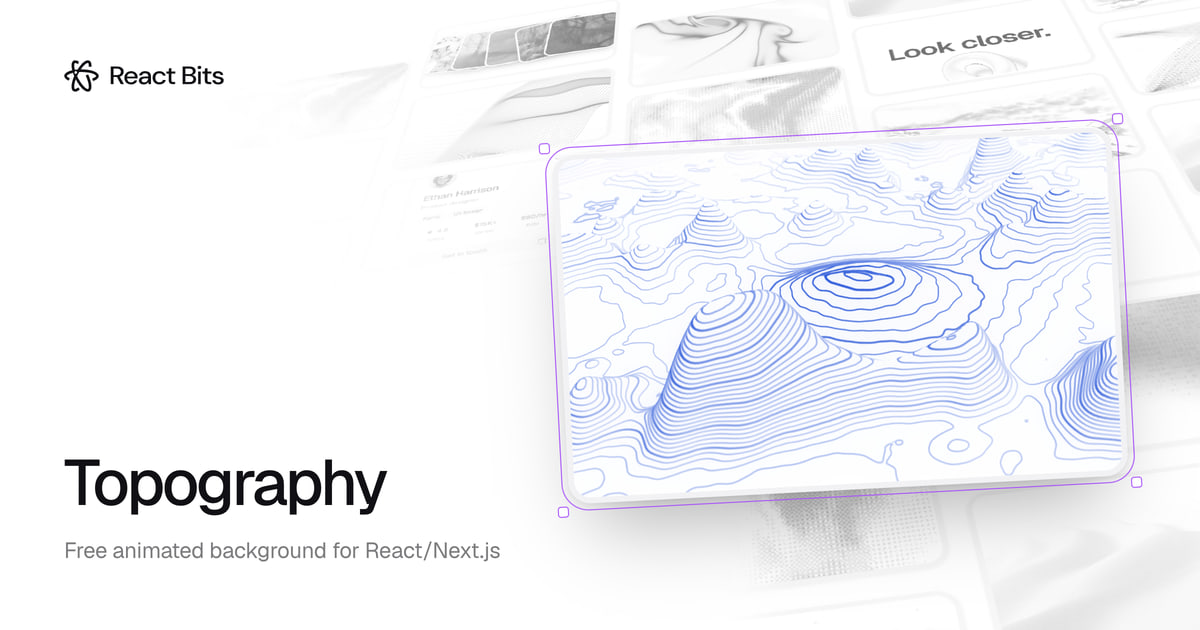 React Bits
Look closer.
Ethan Harrison
Topography
Free animated background for React/Next.js